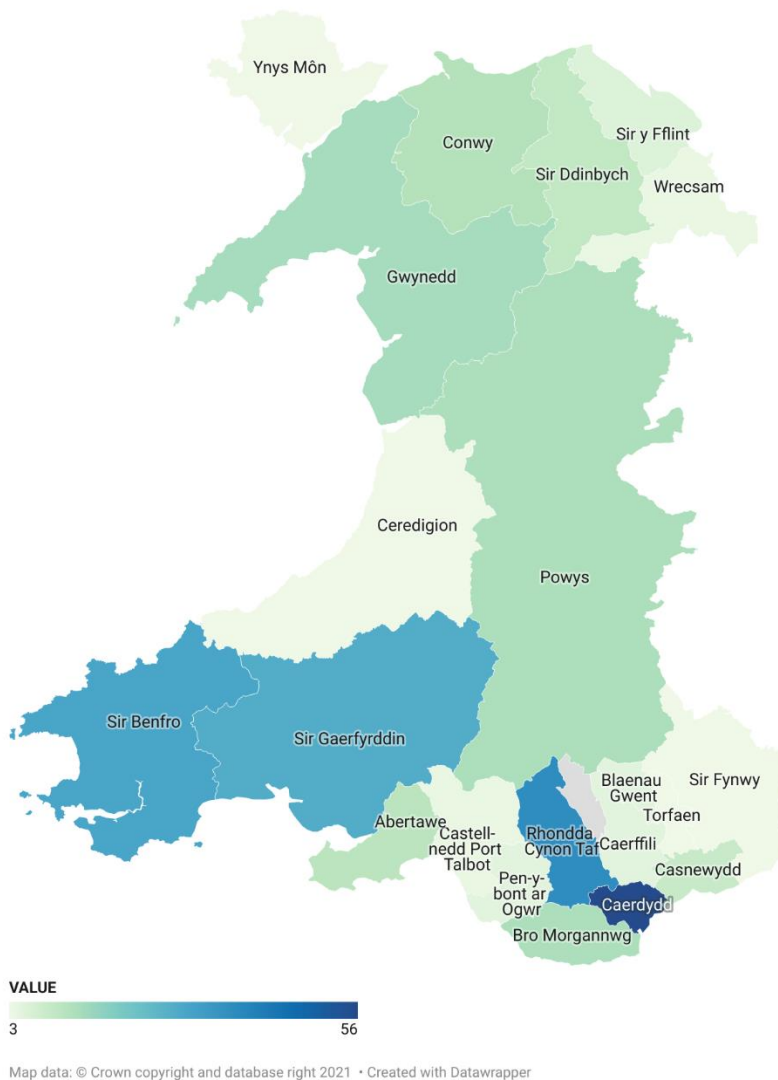 Ynys Môn
Conwy
Sir y Fflint
Sir Ddinbych
Wrecsam
Gwynedd
Ceredigion
Powys
Sir Benfro
Sir Gaerfyrddin
Abertawe
Castell-
nedd Port
Talbot
Rhondda
Cynon Taf
Blaenau
Gwent
Sir Fynwy
Torfaen
Caerffili
Casnewydd
Pen-y-
bont ar
Ogwr
Caerdydd
Bro Morgannwg
VALUE
3 56
Map data: © Crown copyright and database right 2021 • Created with Datawrapper